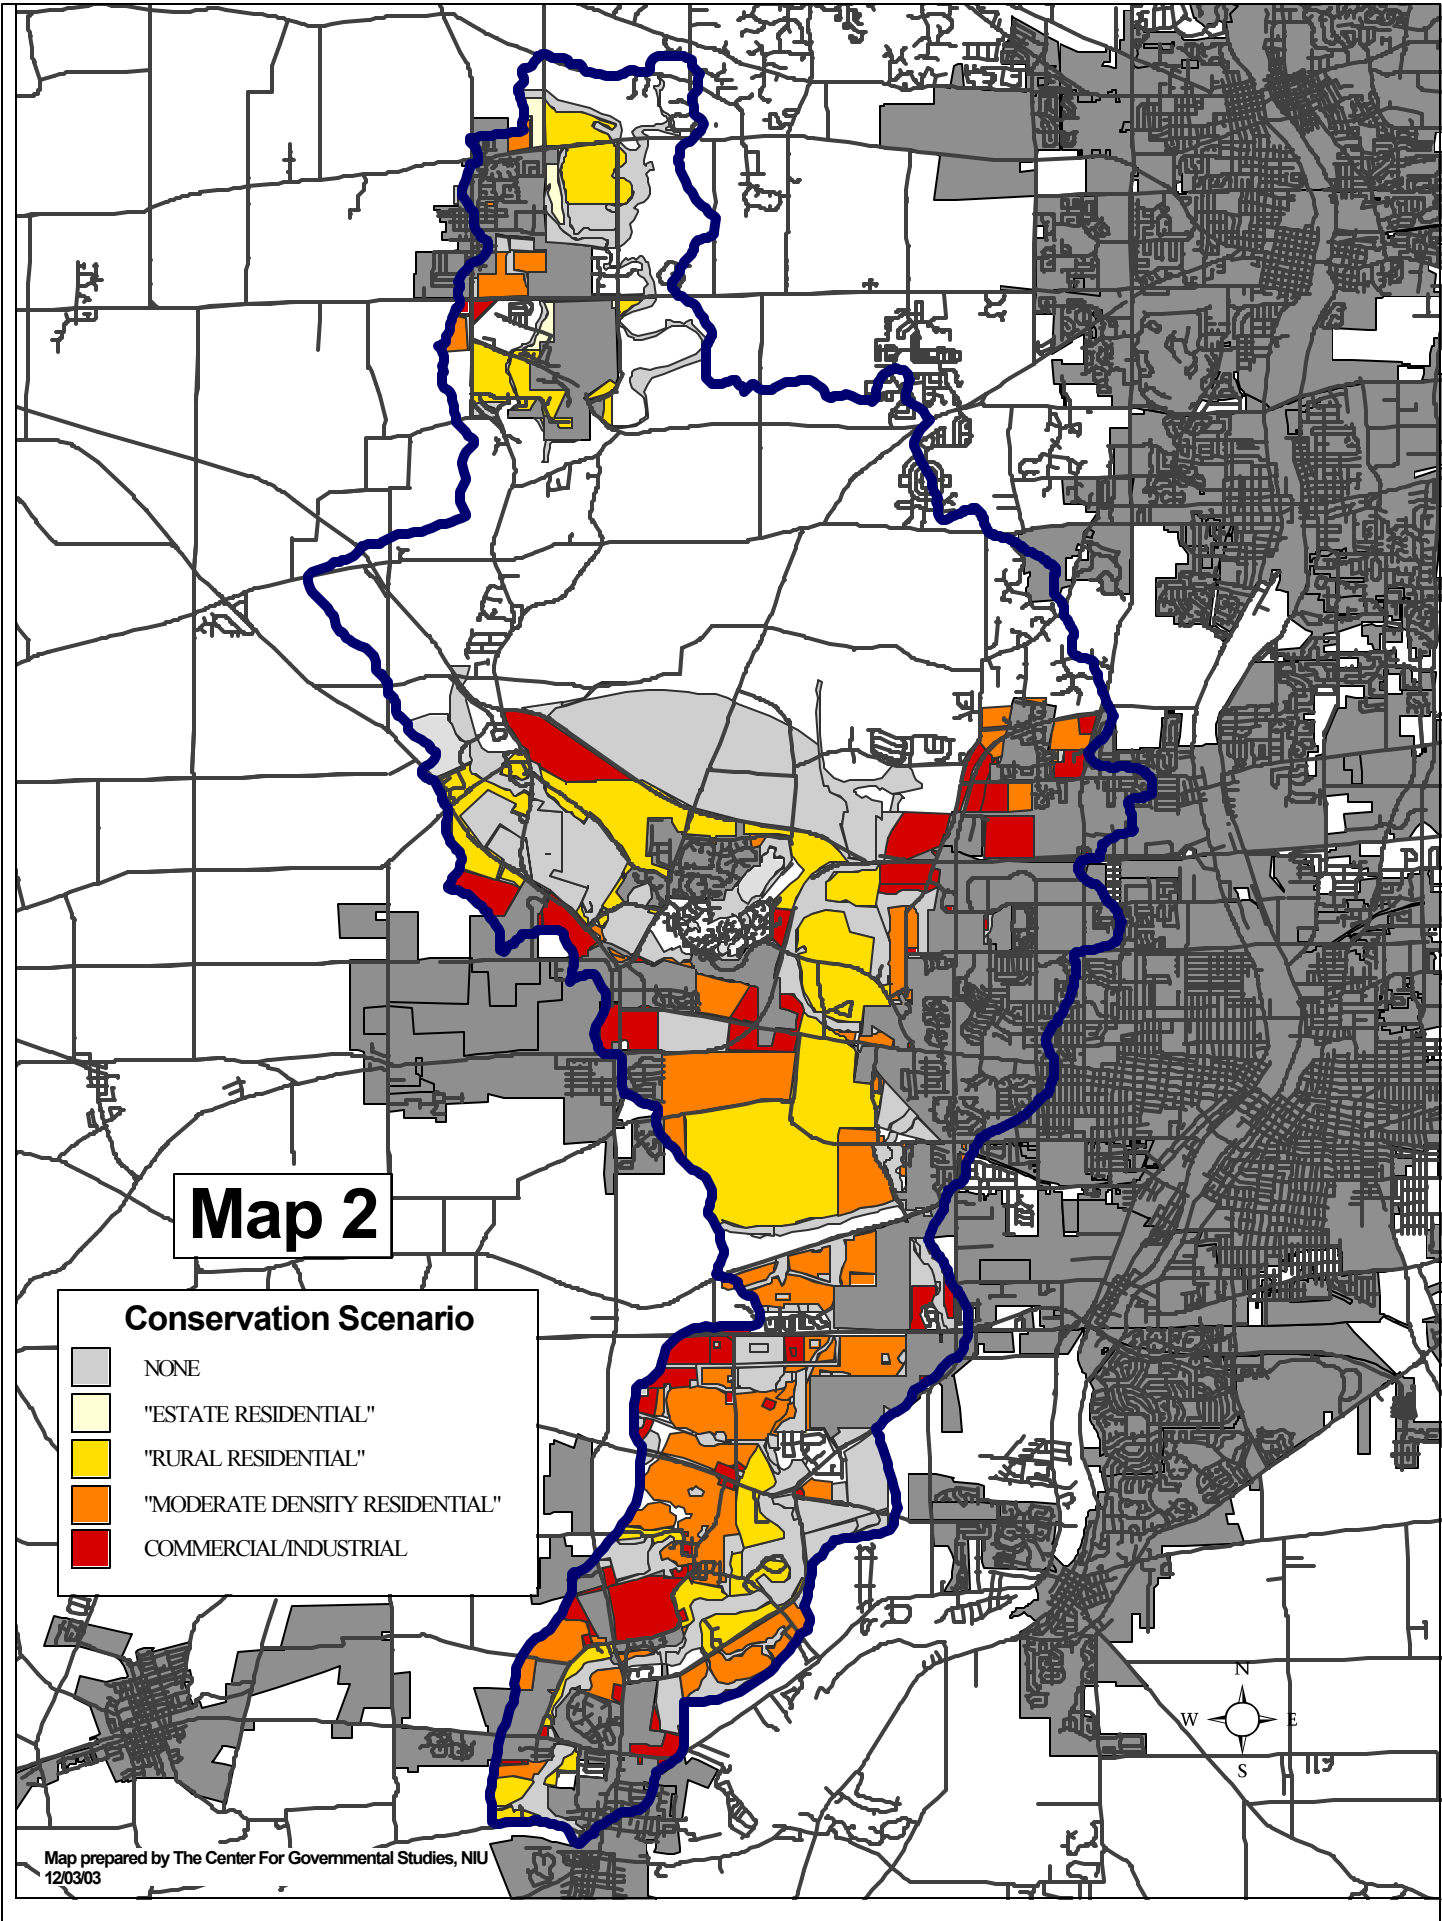 Map 2
Conservation Scenario
NONE
"ESTATE RESIDENTIAL"
"RURAL RESIDENTIAL"
"MODERATE DENSITY RESIDENTIAL"
COMMERCIAL/INDUSTRIAL
N
W E
S
Map prepared by The Center For Governmental Studies, NIU
12/03/03